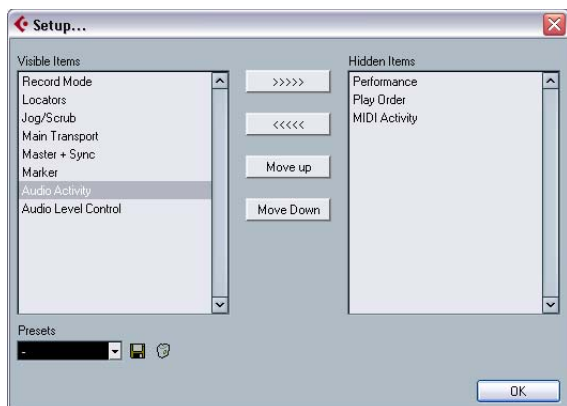 Setup...
Visible Items
Record Mode
Locators
Jog/Scrub
Main Transport
Master + Sync
Marker
Audio Activity
Audio Level Control
>>>>>
<<<<<
Move up
Move Down
Hidden Items
Performance
Play Order
MIDI Activity
Presets
-
OK